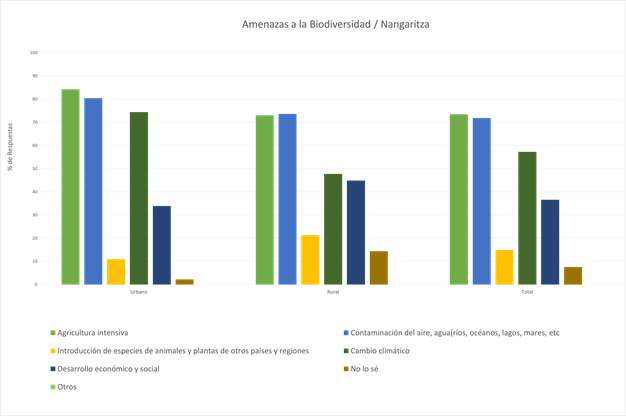 Amenazas a la Biodiversidad / Nangaritza
% de Respuestas
100
90
80
70
60
50
40
30
20
10
0
Urbano Rural Total
Agricultura intensiva Contaminación del aire, agua(ríos, océanos, lagos, mares, etc
Introducción de especies de animales y plantas de otros países y regiones Cambio climático
Desarrollo económico y social No lo sé
Otros